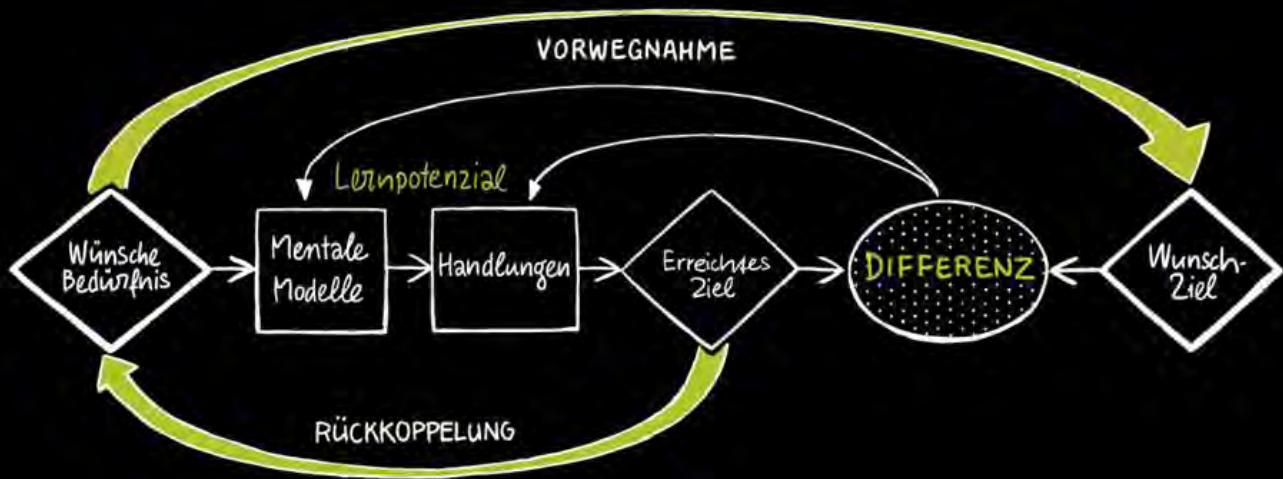 VORWEGNAHME
Lernpotenzial
Wünsche
Bedürfnis
Mentale
Modelle
Handlungen
Erreichtes
Ziel
DIFFERENZ
Wunsch-
Ziel
RÜCKKOPPELUNG